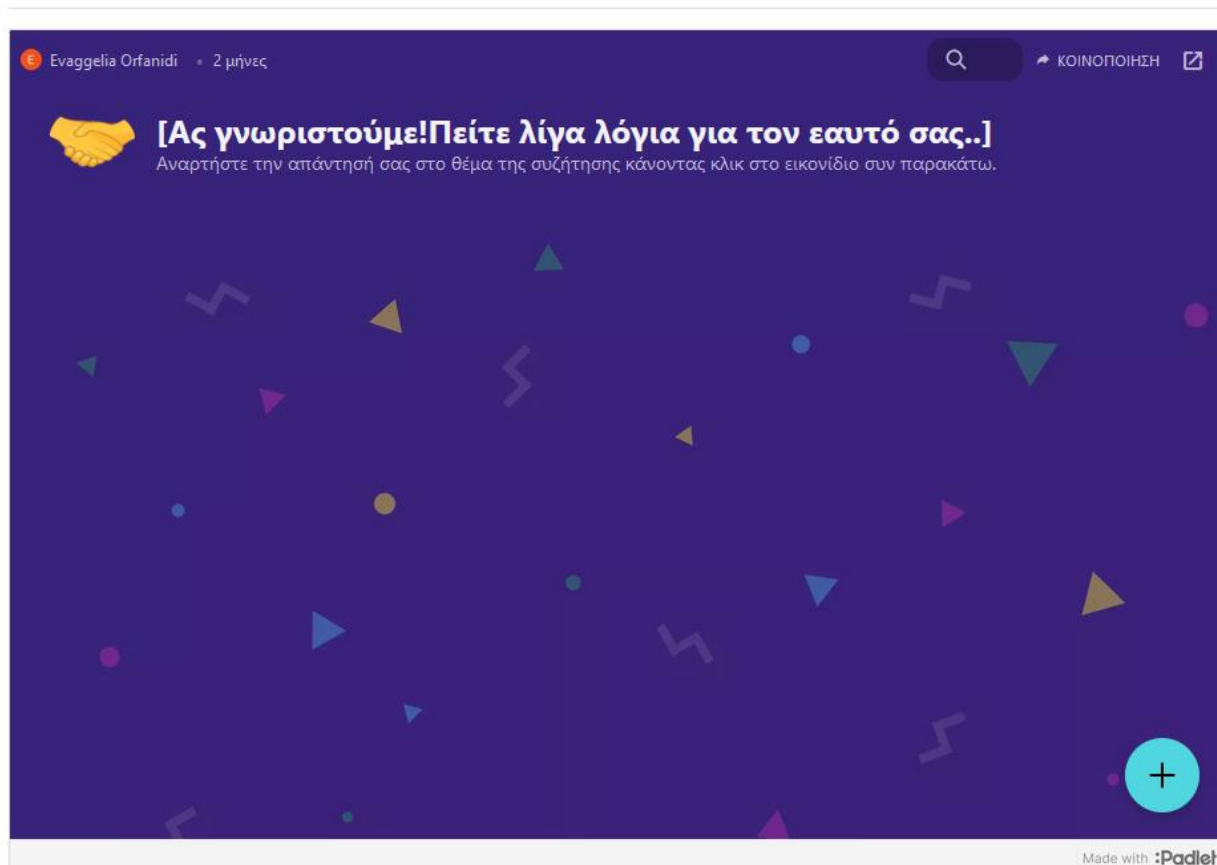 E Evaggelia Orfanidi • 2 μήνες ΚΟΙΝΟΠΟΙΗΣΗ
[Ας γνωριστούμε!Πείτε λίγα λόγια για τον εαυτό σας..]
Αναρτήστε την απάντησή σας στο θέμα της συζήτησης κάνοντας κλικ στο εικονίδιο συν παρακάτω.
Made with :Padlet